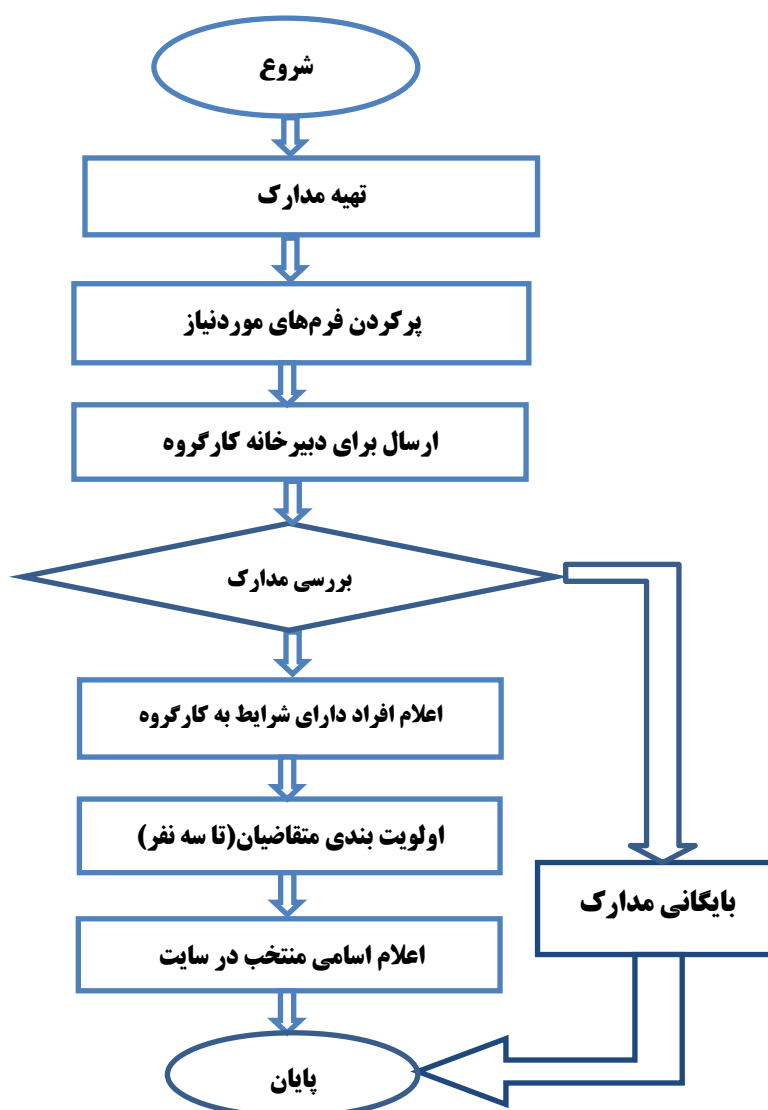 شروع
تهیه مدارک
پرکردن فرم‌های موردنیاز
ارسال برای دبیرخانه کارگروه
بررسی مدارک
اعلام افراد دارای شرایط به کارگروه
اولویت بندی متقاضیان(تا سه نفر)
بایگانی مدارک
اعلام اسامی منتخب در سایت
پایان